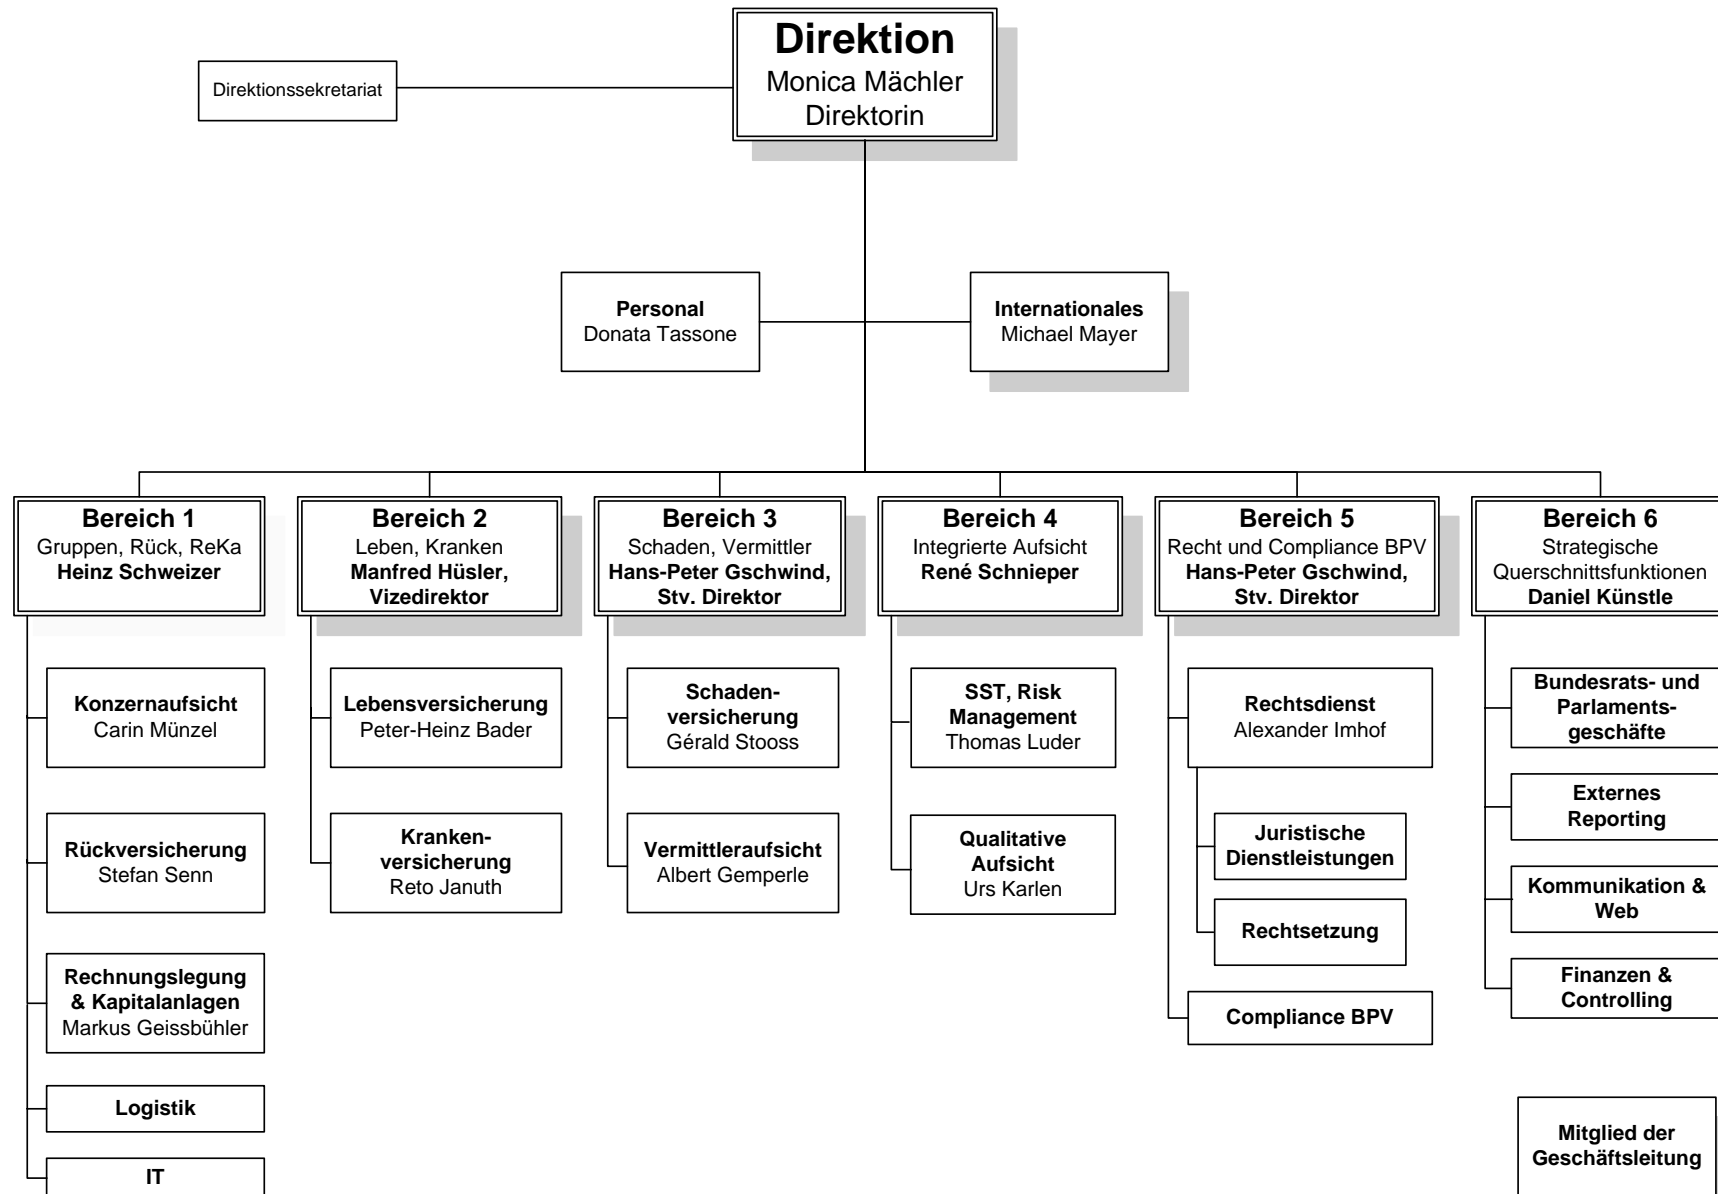 Direktion
Monica Mächler
Direktorin
Direktionssekretariat
Personal
Donata Tassone
Internationales
Michael Mayer
Bereich 1
Gruppen, Rück, ReKa
Heinz Schweizer
Bereich 2
Leben, Kranken
Manfred Hüsler,
Vizedirektor
Bereich 3
Schaden, Vermittler
Hans-Peter Gschwind,
Stv. Direktor
Bereich 4
Integrierte Aufsicht
René Schnieper
Bereich 5
Recht und Compliance BPV
Hans-Peter Gschwind,
Stv. Direktor
Bereich 6
Strategische
Querschnittsfunktionen
Daniel Künstle
Konzernaufsicht
Carin Münzel
Rückversicherung
Stefan Senn
Rechnungslegung
& Kapitalanlagen
Markus Geissbühler
Logistik
IT
Lebensversicherung
Peter-Heinz Bader
Kranken-
versicherung
Reto Januth
Schaden-
versicherung
Gérald Stooss
Vermittleraufsicht
Albert Gemperle
SST, Risk
Management
Thomas Luder
Qualitative
Aufsicht
Urs Karlen
Rechtsdienst
Alexander Imhof
Juristische
Dienstleistungen
Rechtsetzung
Compliance BPV
Bundesrats- und
Parlaments-
geschäfte
Externes
Reporting
Kommunikation &
Web
Finanzen &
Controlling
Mitglied der
Geschäftsleitung